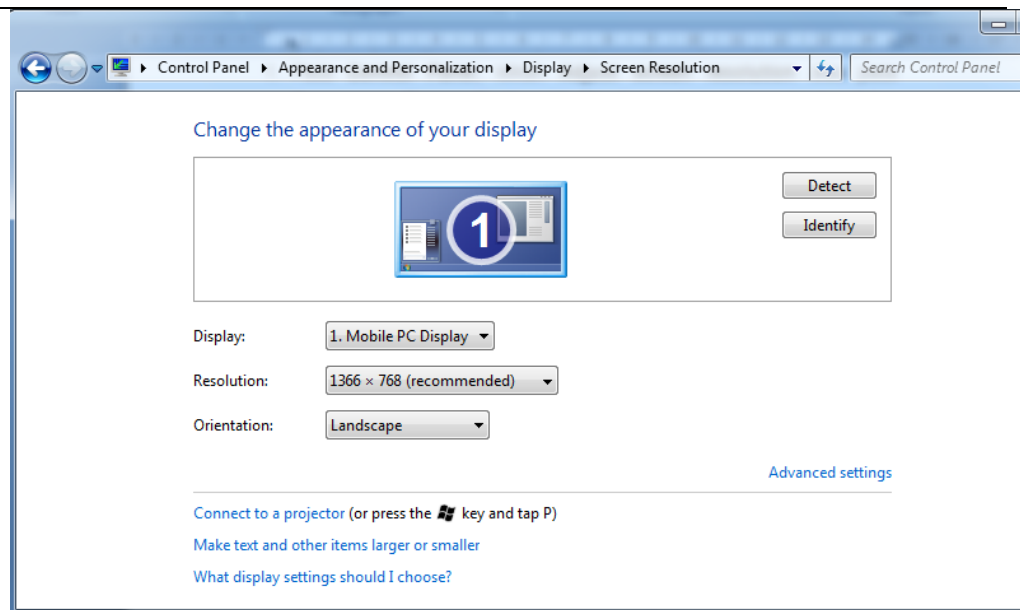 Control Panel Appearance and Personalization Display Screen Resolution Search Control Panel
Change the appearance of your display
1
Detect
Identify
Display: 1. Mobile PC Display
Resolution: 1366 × 768 (recommended)
Orientation: Landscape
Advanced settings
Connect to a projector (or press the key and tap P)
Make text and other items larger or smaller
What display settings should I choose?